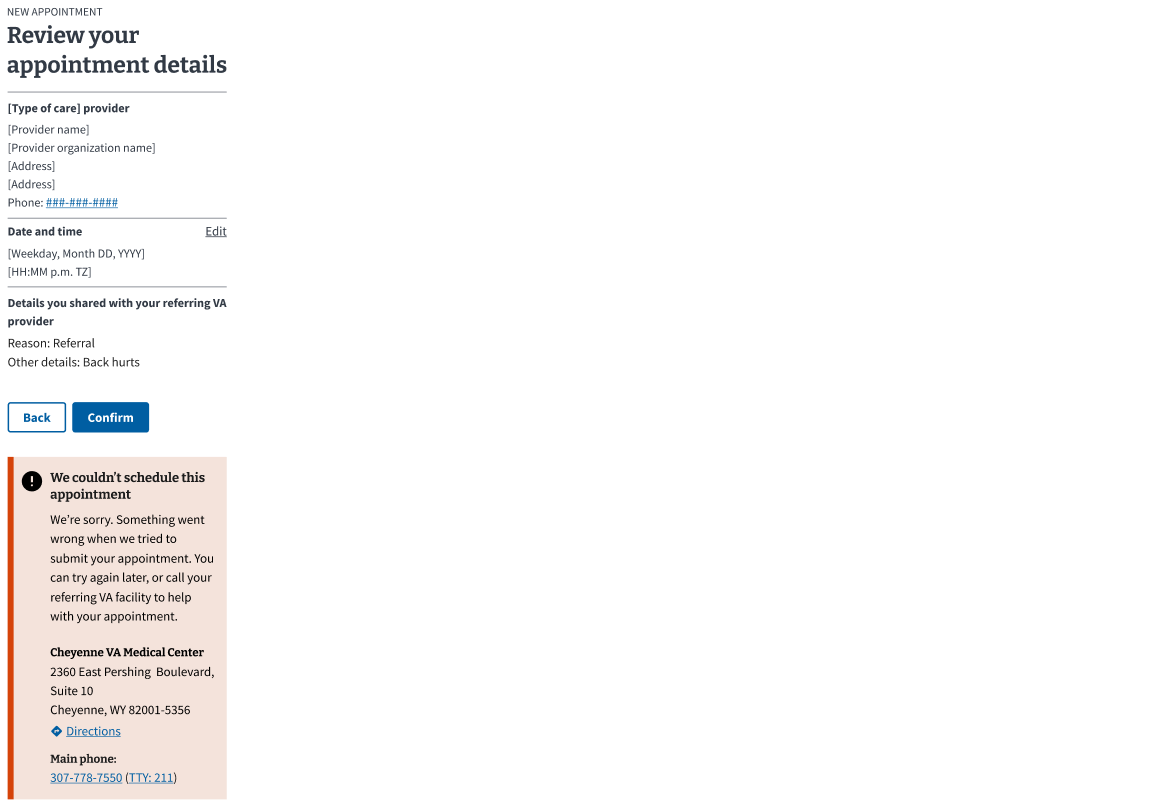 NEW APPOINTMENT
Review your
appointment details
[Type of care] provider
[Provider name]
[Provider organization name]
[Address]
[Address]
Phone: ###-###-####
Date and time Edit
[Weekday, Month DD, YYYY]
[HH:MM p.m. TZ]
Details you shared with your referring VA
provider
Reason: Referral
Other details: Back hurts
Back Confirm
We couldn’t schedule this
appointment
We’re sorry. Something went
wrong when we tried to
submit your appointment. You
can try again later, or call your
referring VA facility to help
with your appointment.
Cheyenne VA Medical Center
2360 East Pershing  Boulevard,
Suite 10
Cheyenne, WY 82001-5356
Directions
Main phone:
307-778-7550 (TTY: 211)